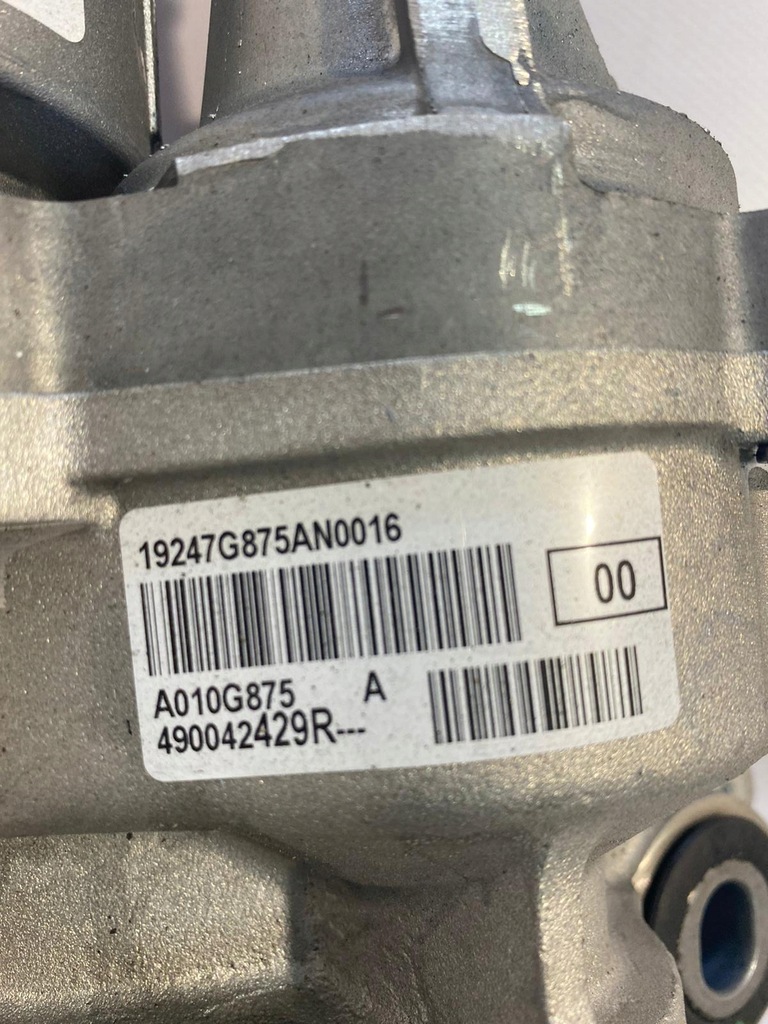 19247G875AN0016
00
A010G875 A
490042429R---